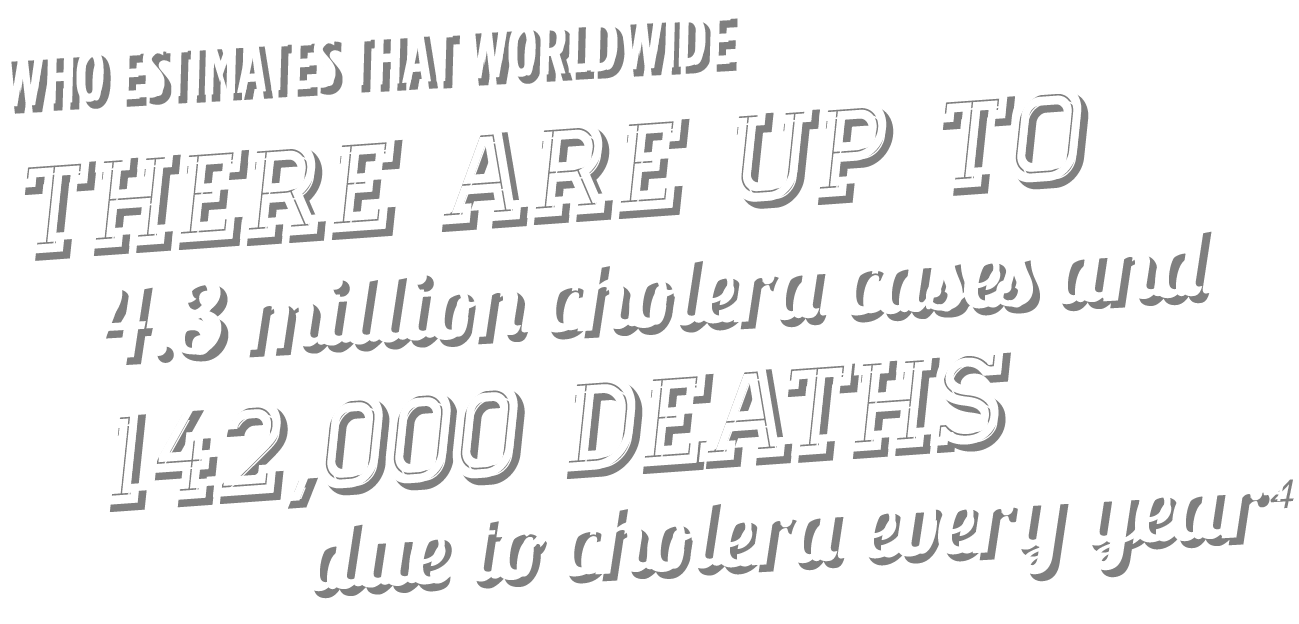 WHO ESTIMATES THAT WORLDWIDE
THERE ARE UP TO
4.3 million cholera cases and
142,000 DEATHS
due to cholera every year.4